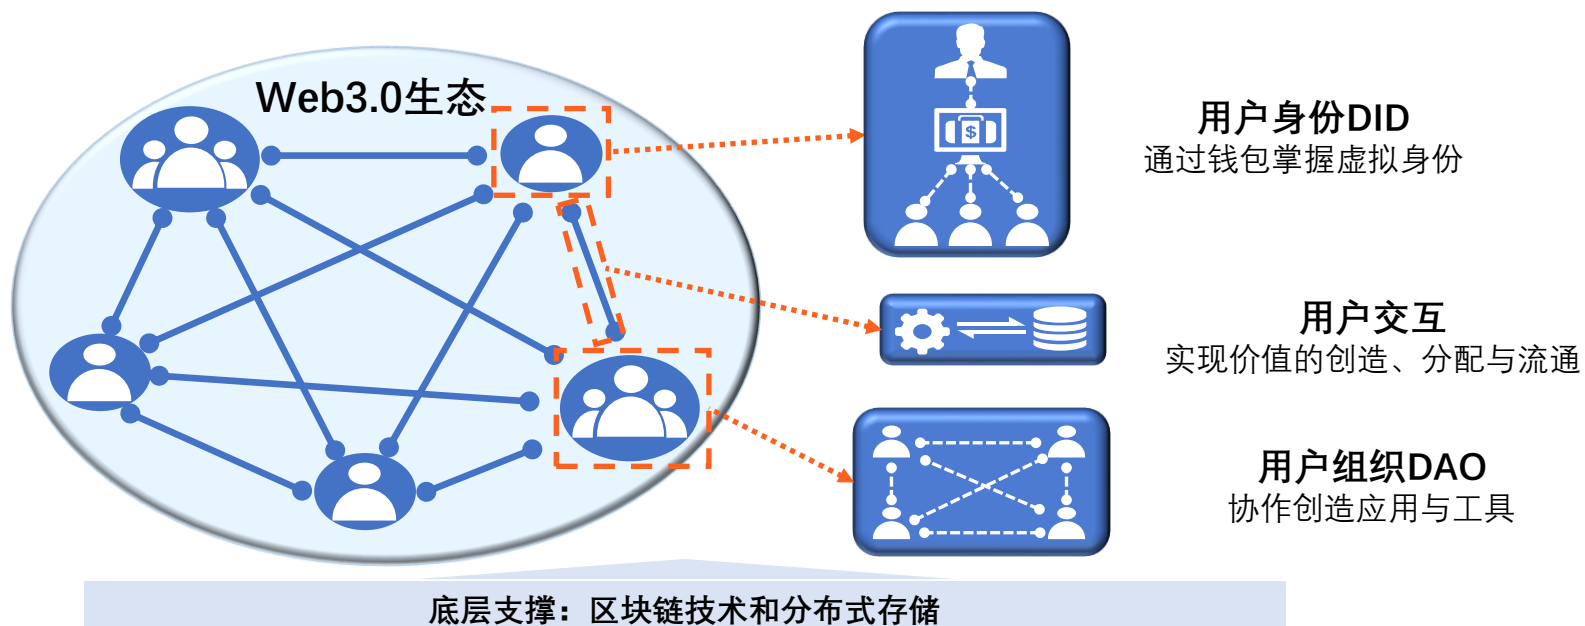 Web3.0生态
$
用户身份DID
通过钱包掌握虚拟身份
用户交互
实现价值的创造、分配与流通
用户组织DAO
协作创造应用与工具
底层支撑：区块链技术和分布式存储